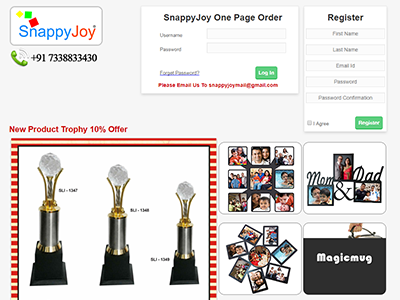 SnappyJoy
+91 7338833430
SnappyJoy One Page Order
Username
Password
Forget Password?
Log In
Please Email Us To snappyjoymail@gmail.com
Register
First Name
Last Name
Email Id
Password
Password Confirmation
I Agree
Register
New Product Trophy 10% Offer
SLI - 1347
SLI - 1348
SLI - 1349
Mom & Dad
Magicmug